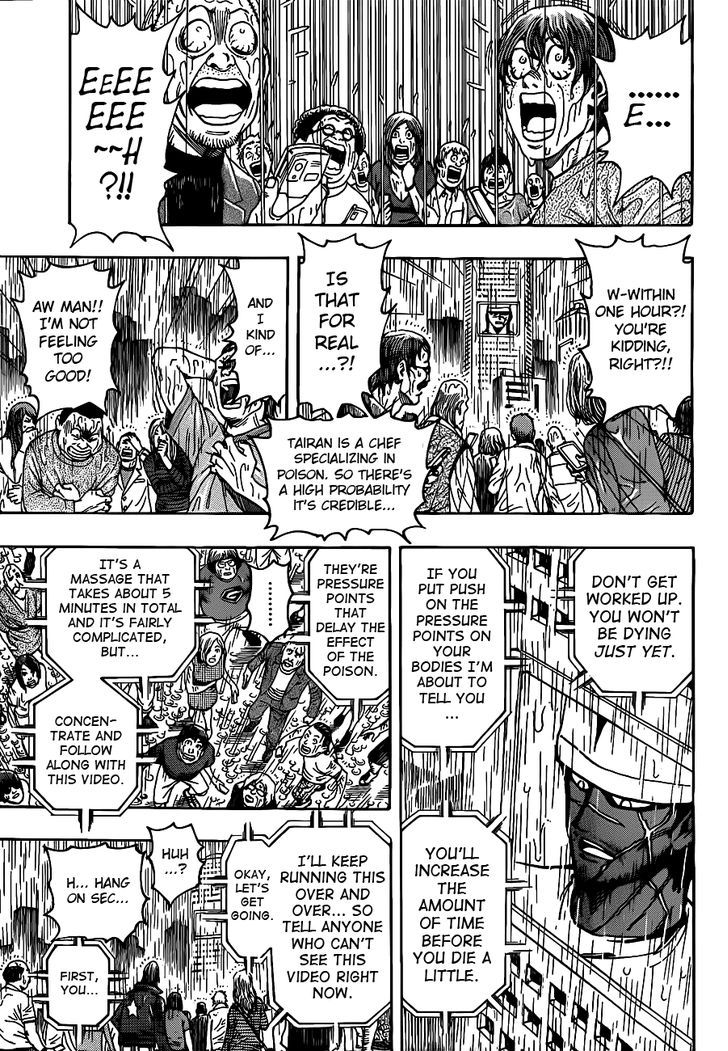 .......
E...
EEEE
EEE
~~H
?!!
W-WITHIN
ONE HOUR?!
YOU'RE
KIDDING,
RIGHT?!!
IS
THAT
FOR
REAL
...?!
AND
I
KIND
OF...
AW MAN!!
I'M NOT
FEELING
TOO
GOOD!
TAIRAN IS A CHEF
SPECIALIZING IN
POISON. SO THERE'S
A HIGH PROBABILITY
IT'S CREDIBLE...
DON'T GET
WORKED UP.
YOU WON'T
BE DYING
JUST YET.
IF YOU
PUT PUSH
ON THE
PRESSURE
POINTS ON
YOUR
BODIES I'M
ABOUT TO
TELL YOU
...
YOU'LL
INCREASE
THE
AMOUNT
OF TIME
BEFORE
YOU DIE A
LITTLE.
THEY'RE
PRESSURE
POINTS
THAT
DELAY THE
EFFECT
OF THE
POISON.
.......
IT'S A
MASSAGE THAT
TAKES ABOUT 5
MINUTES IN TOTAL
AND IT'S FAIRLY
COMPLICATED,
BUT...
CONCEN-
TRATE AND
FOLLOW
ALONG WITH
THIS VIDEO.
I'LL KEEP
RUNNING THIS
OVER AND
OVER... SO
TELL ANYONE
WHO CAN'T
SEE THIS
VIDEO RIGHT
NOW.
OKAY,
LET'S
GET
GOING.
HUH
...?
H... HANG
ON SEC...
FIRST,
YOU...